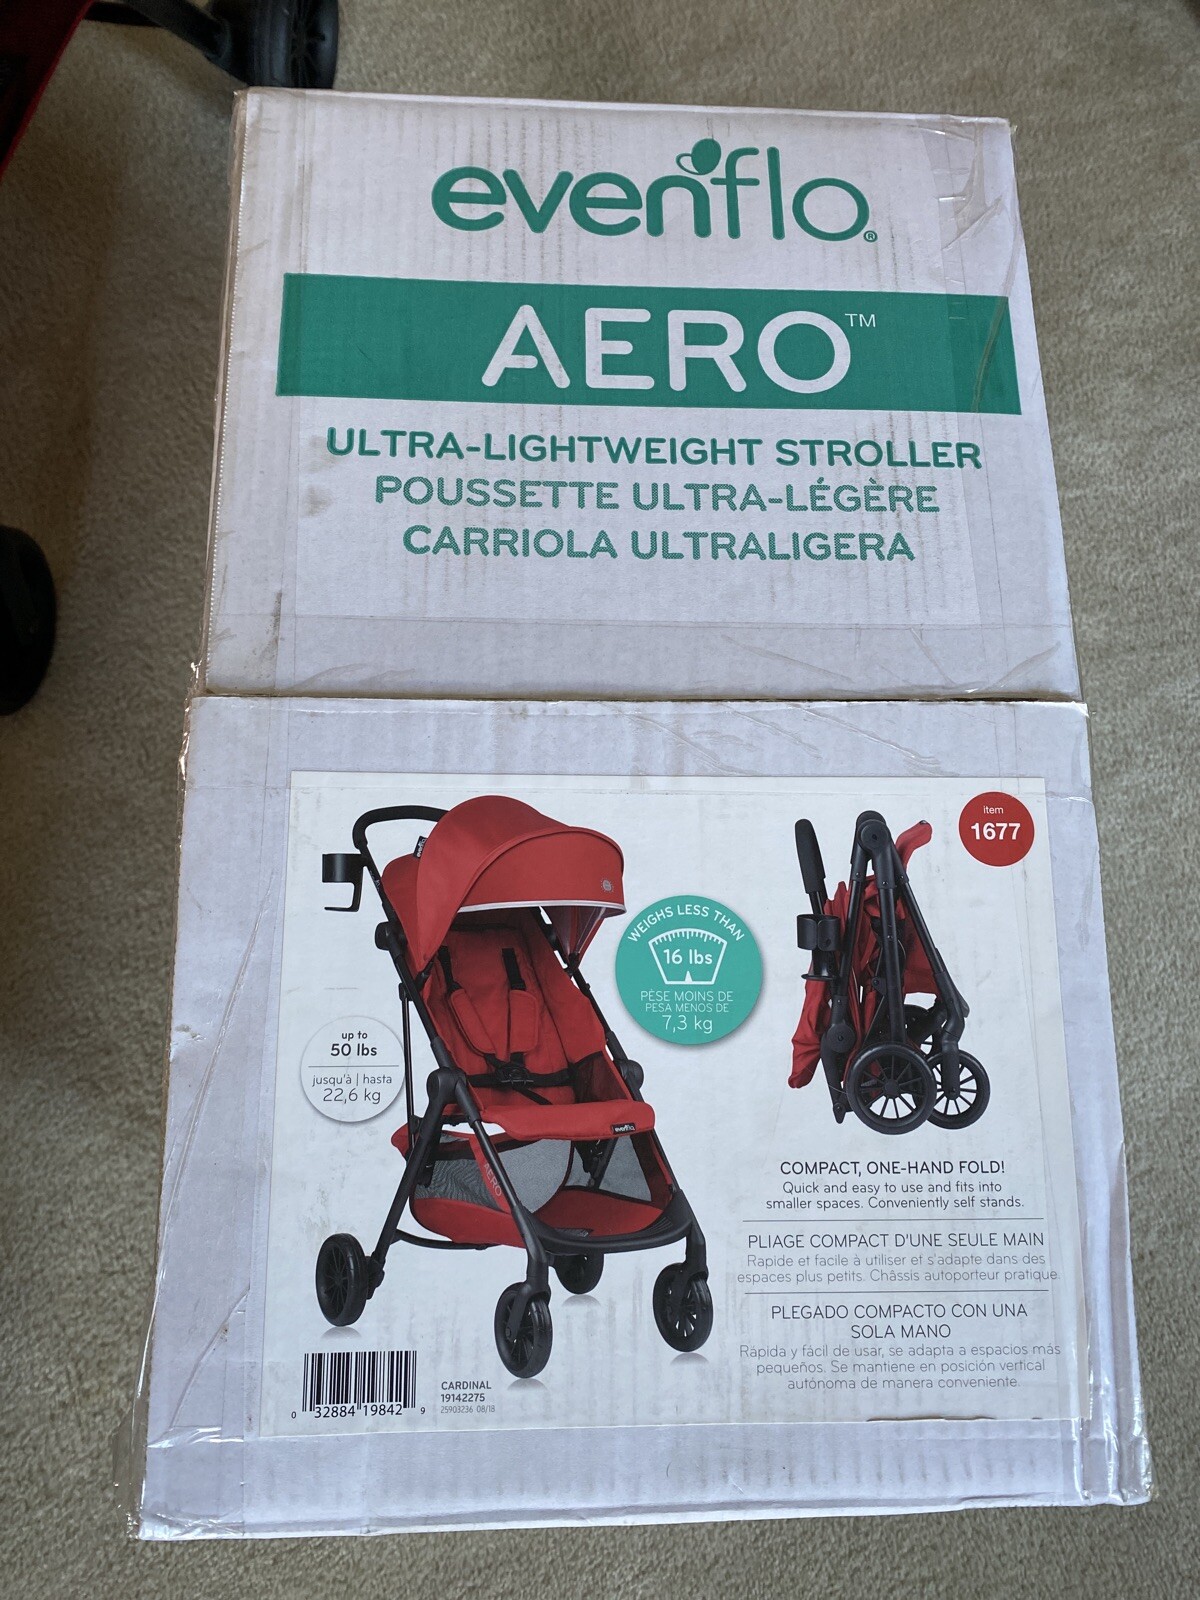 evenflo®
AERO™
ULTRA-LIGHTWEIGHT STROLLER
POUSSETTE ULTRA-LÉGÈRE
CARRIOLA ULTRALIGERA
item
1677
evenflo
WEIGHS LESS THAN
16 lbs
PÈSE MOINS DE
PESA MENOS DE
7,3 kg
up to
50 lbs
jusqu'à | hasta
22,6 kg
evenflo
AERO
COMPACT, ONE-HAND FOLD!
Quick and easy to use and fits into
smaller spaces. Conveniently self stands.
PLIAGE COMPACT D'UNE SEULE MAIN
Rapide et facile à utiliser et s'adapte dans des
espaces plus petits. Châssis autoporteur pratique.
PLEGADO COMPACTO CON UNA
SOLA MANO
Rápida y fácil de usar, se adapta a espacios más
pequeños. Se mantiene en posición vertical
autónoma de manera conveniente.
0 32884 19842 9
CARDINAL
19142275
25903236 08/18